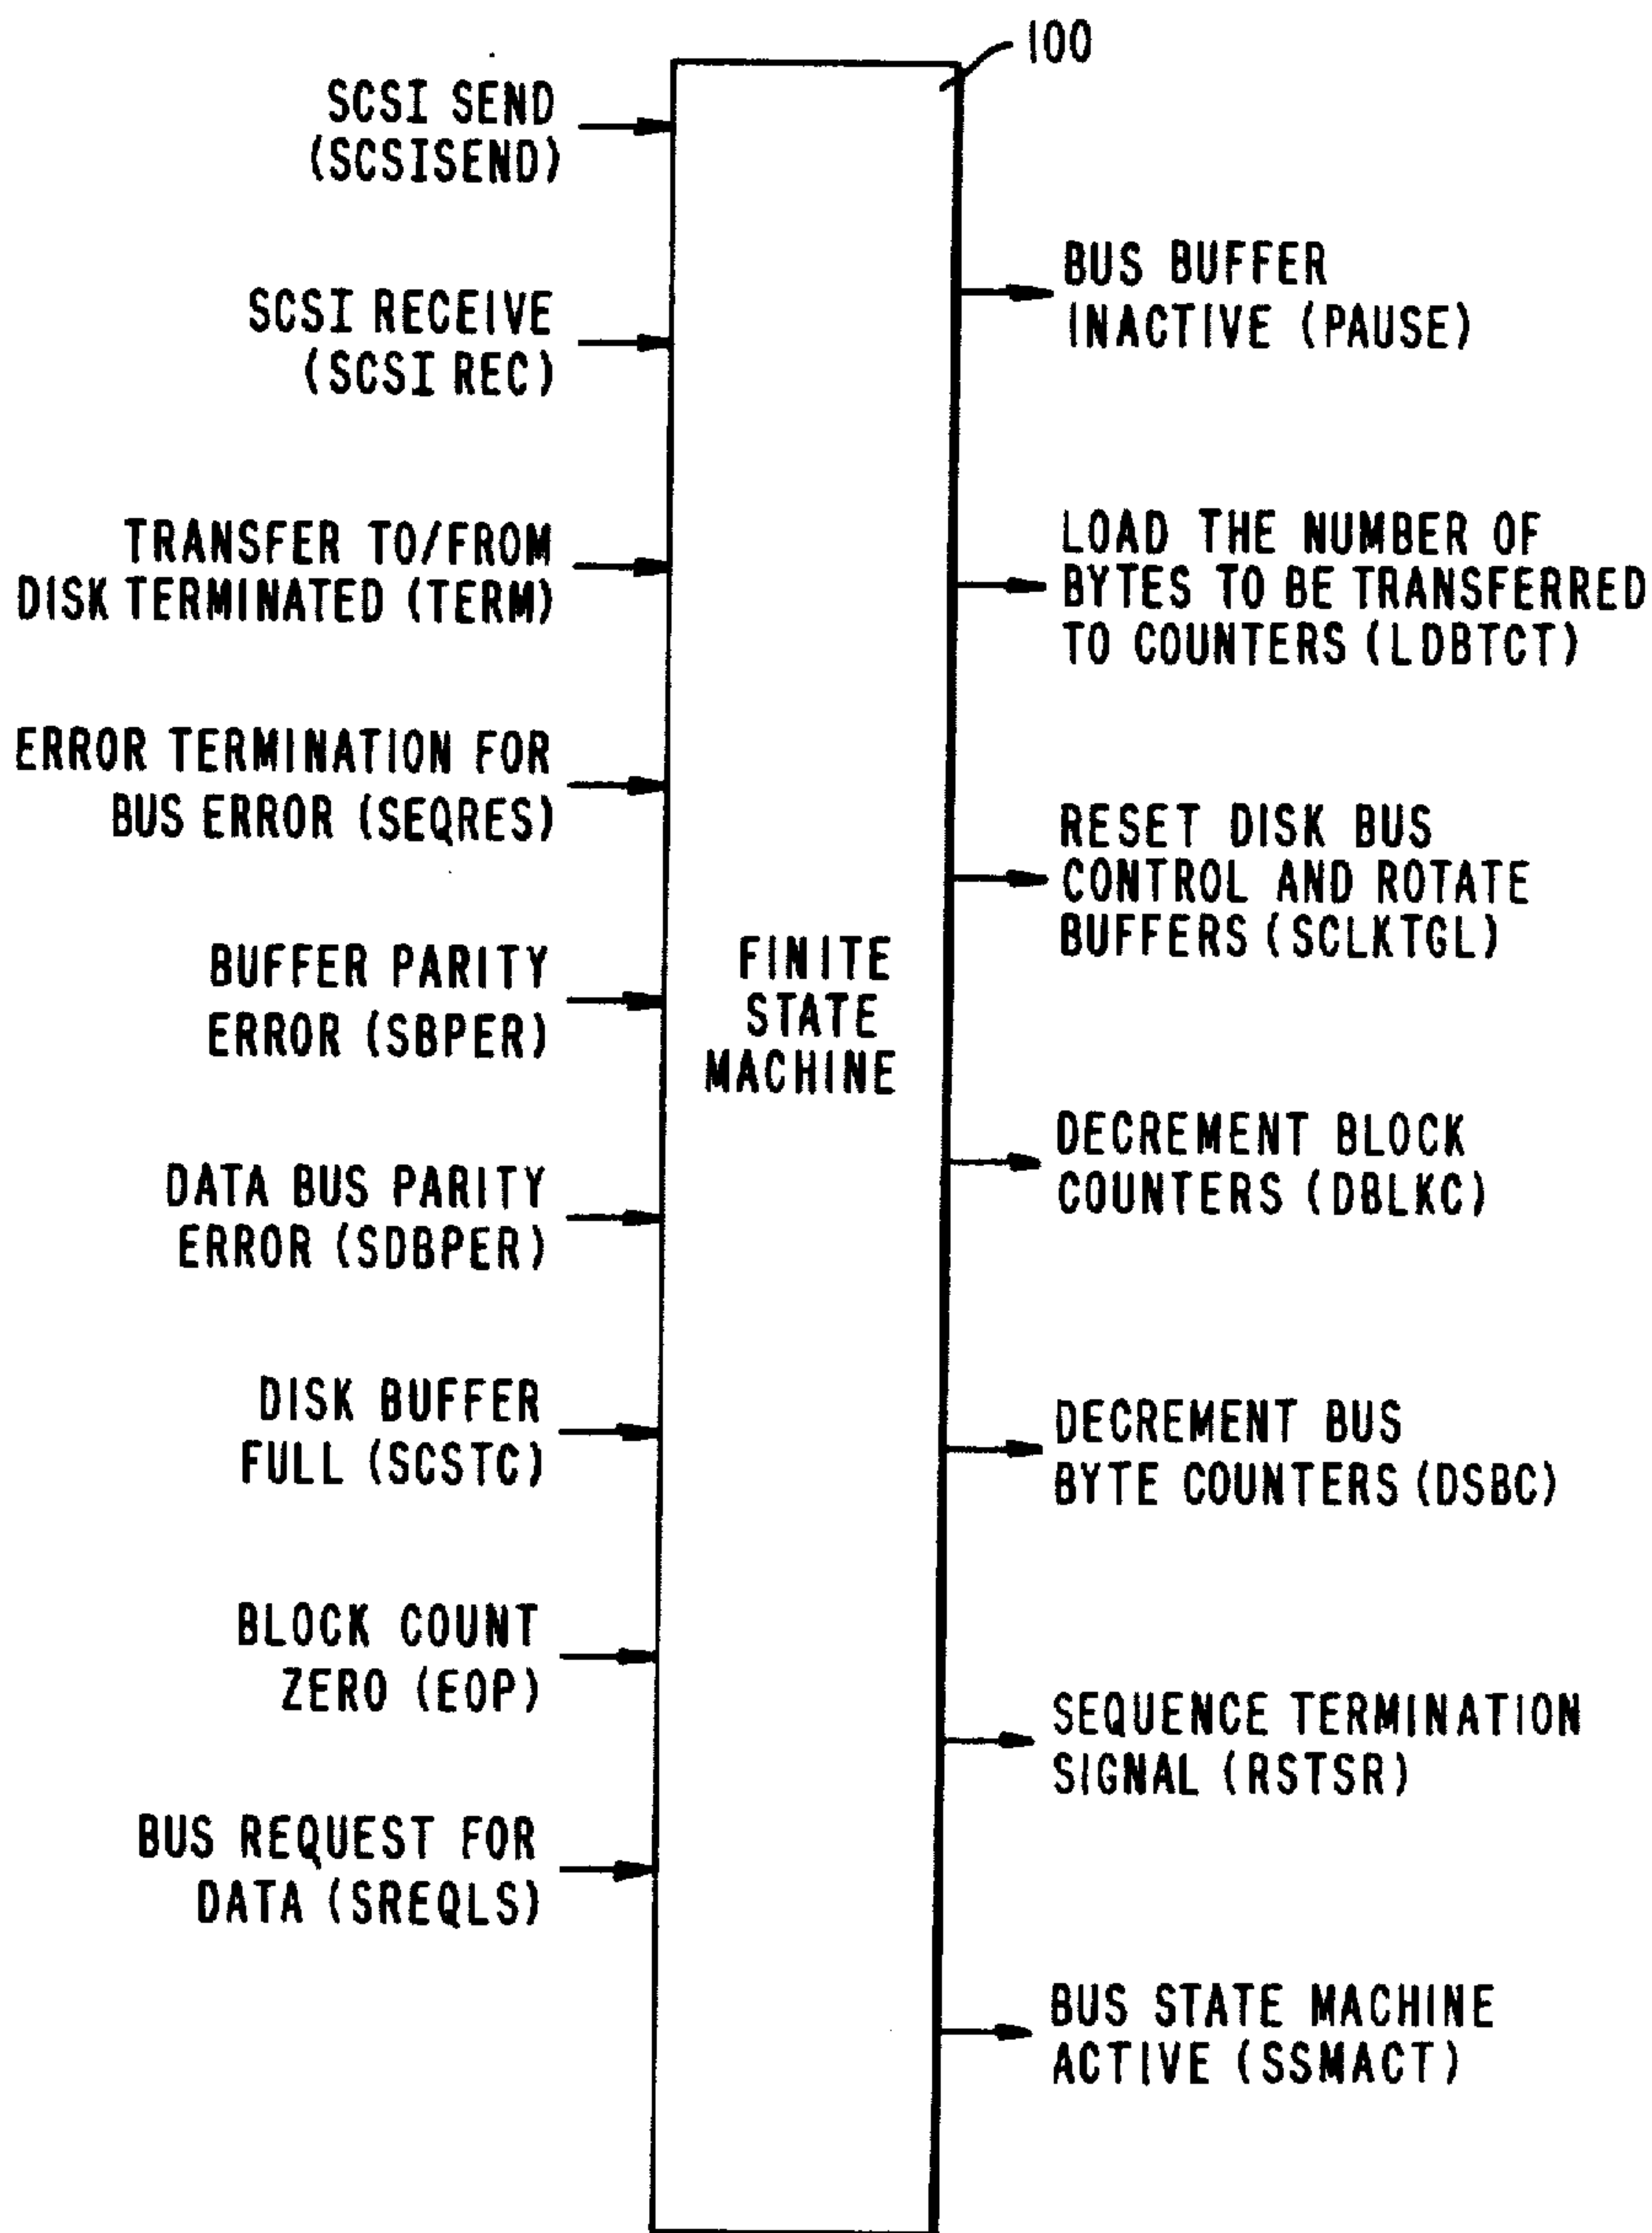 100
SCSI SEND
(SCSISEND)
SCSI RECEIVE
(SCSI REC)
TRANSFER TO/FROM
DISK TERMINATED (TERM)
ERROR TERMINATION FOR
BUS ERROR (SEQRES)
BUFFER PARITY
ERROR (SBPER)
DATA BUS PARITY
ERROR (SDBPER)
DISK BUFFER
FULL (SCSTC)
BLOCK COUNT
ZERO (EOP)
BUS REQUEST FOR
DATA (SREQLS)
FINITE
STATE
MACHINE
BUS BUFFER
INACTIVE (PAUSE)
LOAD THE NUMBER OF
BYTES TO BE TRANSFERRED
TO COUNTERS (LDBTCT)
RESET DISK BUS
CONTROL AND ROTATE
BUFFERS (SCLKTGL)
DECREMENT BLOCK
COUNTERS (DBLKC)
DECREMENT BUS
BYTE COUNTERS (DSBC)
SEQUENCE TERMINATION
SIGNAL (RSTSR)
BUS STATE MACHINE
ACTIVE (SSMACT)